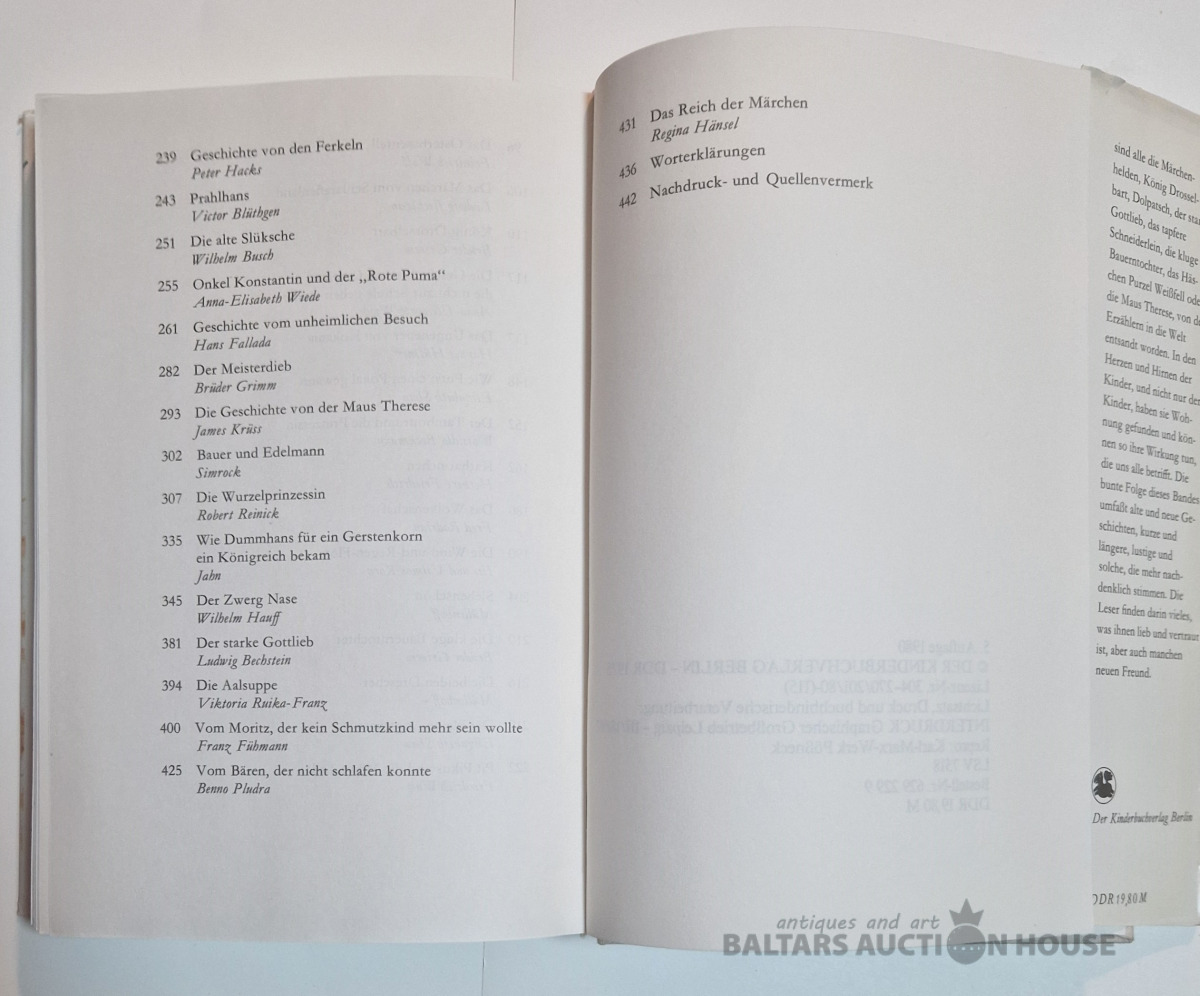 239 Geschichte von den Ferkeln
Peter Hacks
243 Prahlhans
Victor Blüthgen
251 Die alte Slüksche
Wilhelm Busch
255 Onkel Konstantin und der „Rote Puma“
Anna-Elisabeth Wiede
261 Geschichte vom unheimlichen Besuch
Hans Fallada
282 Der Meisterdieb
Brüder Grimm
293 Die Geschichte von der Maus Therese
James Krüss
302 Bauer und Edelmann
Simrock
307 Die Wurzelprinzessin
Robert Reinick
335 Wie Dummhans für ein Gerstenkorn
ein Königreich bekam
Jahn
345 Der Zwerg Nase
Wilhelm Hauff
381 Der starke Gottlieb
Ludwig Bechstein
394 Die Aalsuppe
Viktoria Ruika-Franz
400 Vom Moritz, der kein Schmutzkind mehr sein wollte
Franz Fühmann
425 Vom Bären, der nicht schlafen konnte
Benno Pludra
431 Das Reich der Märchen
Regina Hänsel
436 Worterklärungen
442 Nachdruck- und Quellenvermerk
sind alle die Märchen-
helden, König Drossel-
bart, Dolpatsch, der star
Gottlieb, das tapfere
Schneiderlein, die kluge
Bauerntochter, das Häs-
chen Purzel Weißfell ode
die Maus Therese, von de
Erzählern in die Welt
entsandt worden. In den
Herzen und Hirnen der
Kinder, und nicht nur der
Kinder, haben sie Woh-
nung gefunden und kön-
nen so ihre Wirkung tun,
die uns alle betrifft. Die
bunte Folge dieses Bandes
umfaßt alte und neue Ge-
schichten, kurze und
längere, lustige und
solche, die mehr nach-
denklich stimmen. Die
Leser finden darin vieles,
was ihnen lieb und vertraut
ist, aber auch manchen
neuen Freund.
Der Kinderbuchverlag Berlin
DDR 19,80 M
antiques and art
BALTARS AUCTION HOUSE